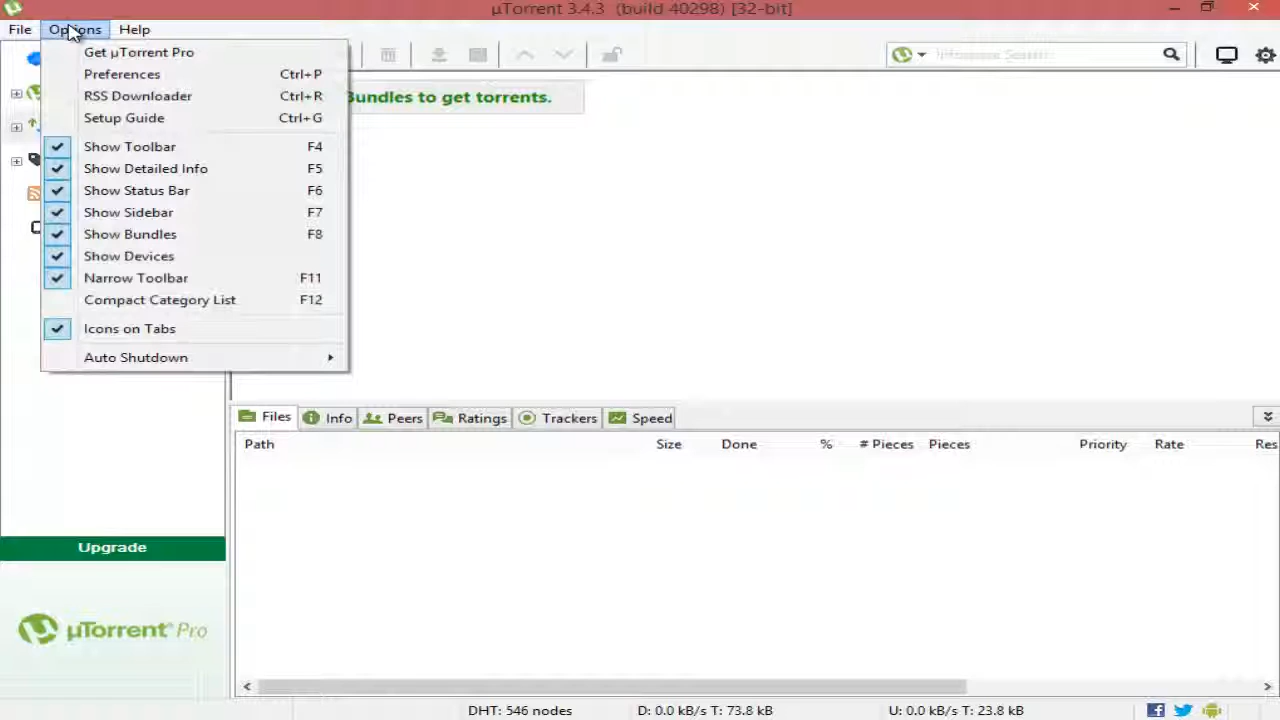 µTorrent 3.4.3 (build 40298) [32-bit]
File Options Help
Get µTorrent Pro
Preferences Ctrl+P
RSS Downloader Ctrl+R
Setup Guide Ctrl+G
Bundles to get torrents.
Show Toolbar F4
Show Detailed Info F5
Show Status Bar F6
Show Sidebar F7
Show Bundles F8
Show Devices
Narrow Toolbar F11
Compact Category List F12
Icons on Tabs
Auto Shutdown
Files Info Peers Ratings Trackers Speed
Path Size Done % # Pieces Pieces Priority Rate Res
Upgrade
µTorrent Pro
DHT: 546 nodes D: 0.0 kB/s T: 73.8 kB U: 0.0 kB/s T: 23.8 kB